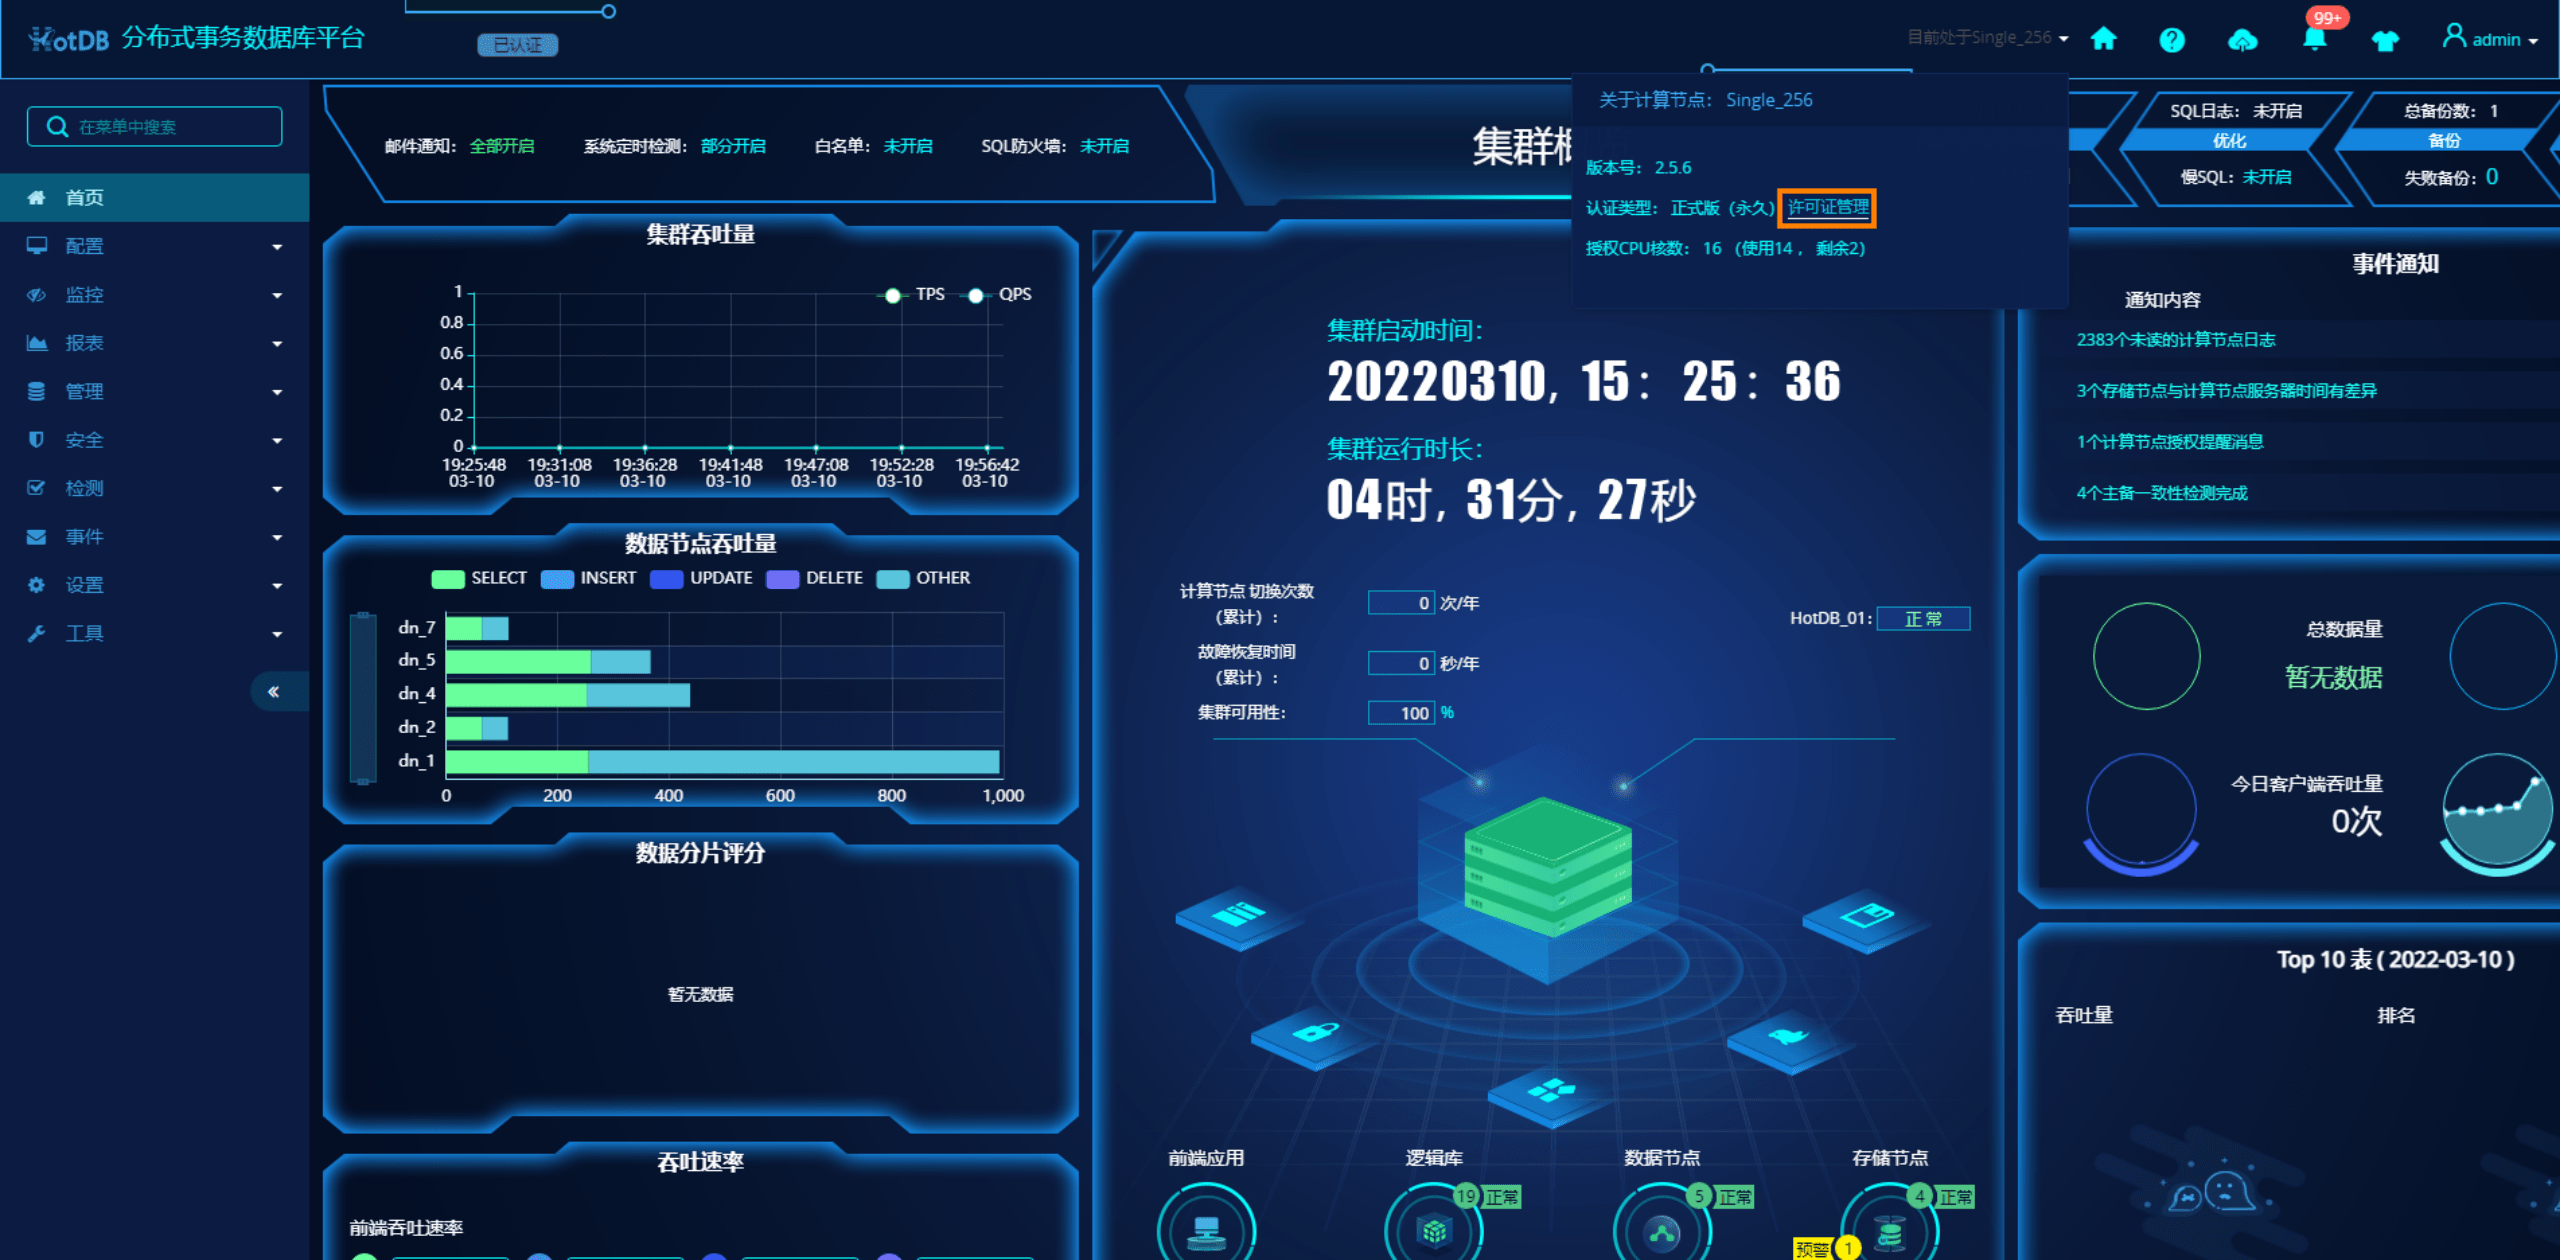 HotDB 分布式事务数据库平台
已认证
目前处于Single_256
99+
admin
在菜单中搜索
首页
配置
监控
报表
管理
安全
检测
事件
设置
工具
邮件通知: 全部开启
系统定时检测: 部分开启
白名单: 未开启
SQL防火墙: 未开启
集群
关于计算节点: Single_256
版本号: 2.5.6
认证类型: 正式版（永久） 许可证管理
授权CPU核数: 16 （使用14， 剩余2）
SQL日志: 未开启
优化
慢SQL: 未开启
总备份数: 1
备份
失败备份: 0
集群吞吐量
TPS QPS
1
0.8
0.6
0.4
0.2
0
19:25:48 19:31:08 19:36:28 19:41:48 19:47:08 19:52:28 19:56:42
03-10 03-10 03-10 03-10 03-10 03-10 03-10
数据节点吞吐量
SELECT INSERT UPDATE DELETE OTHER
dn_7
dn_5
dn_4
dn_2
dn_1
0 200 400 600 800 1,000
数据分片评分
暂无数据
吞吐速率
前端吞吐速率
集群启动时间:
20220310, 15: 25: 36
集群运行时长:
04时, 31分, 27秒
计算节点 切换次数
（累计）:
0 次/年
故障恢复时间
（累计）:
0 秒/年
集群可用性:
100 %
HotDB_01: 正常
前端应用
逻辑库
19 正常
数据节点
5 正常
存储节点
4 正常
预警 1
事件通知
通知内容
2383个未读的计算节点日志
3个存储节点与计算节点服务器时间有差异
1个计算节点授权提醒消息
4个主备一致性检测完成
总数据量
暂无数据
今日客户端吞吐量
0次
Top 10 表 ( 2022-03-10 )
吞吐量 排名